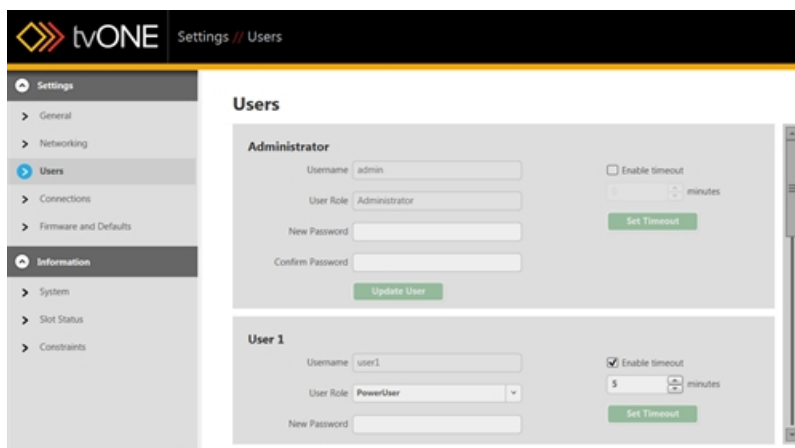 tvONE
Settings // Users
Settings
General
Networking
Users
Connections
Firmware and Defaults
Information
System
Slot Status
Constraints
Users
Administrator
Username admin
Enable timeout
minutes
User Role Administrator
Set Timeout
New Password
Confirm Password
Update User
User 1
Username user1
Enable timeout
5 minutes
User Role PowerUser
Set Timeout
New Password